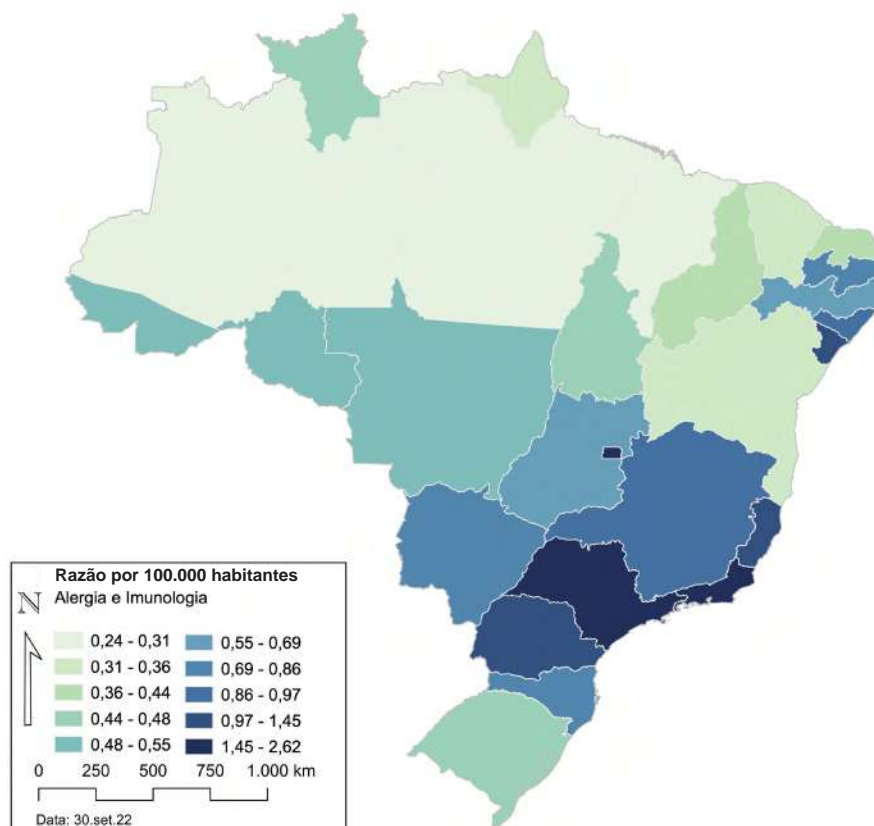 Razão por 100.000 habitantes
N Alergia e Imunologia
0,24 - 0,31 0,55 - 0,69
0,31 - 0,36 0,69 - 0,86
0,36 - 0,44 0,86 - 0,97
0,44 - 0,48 0,97 - 1,45
0,48 - 0,55 1,45 - 2,62
0 250 500 750 1.000 km
Data: 30.set.22